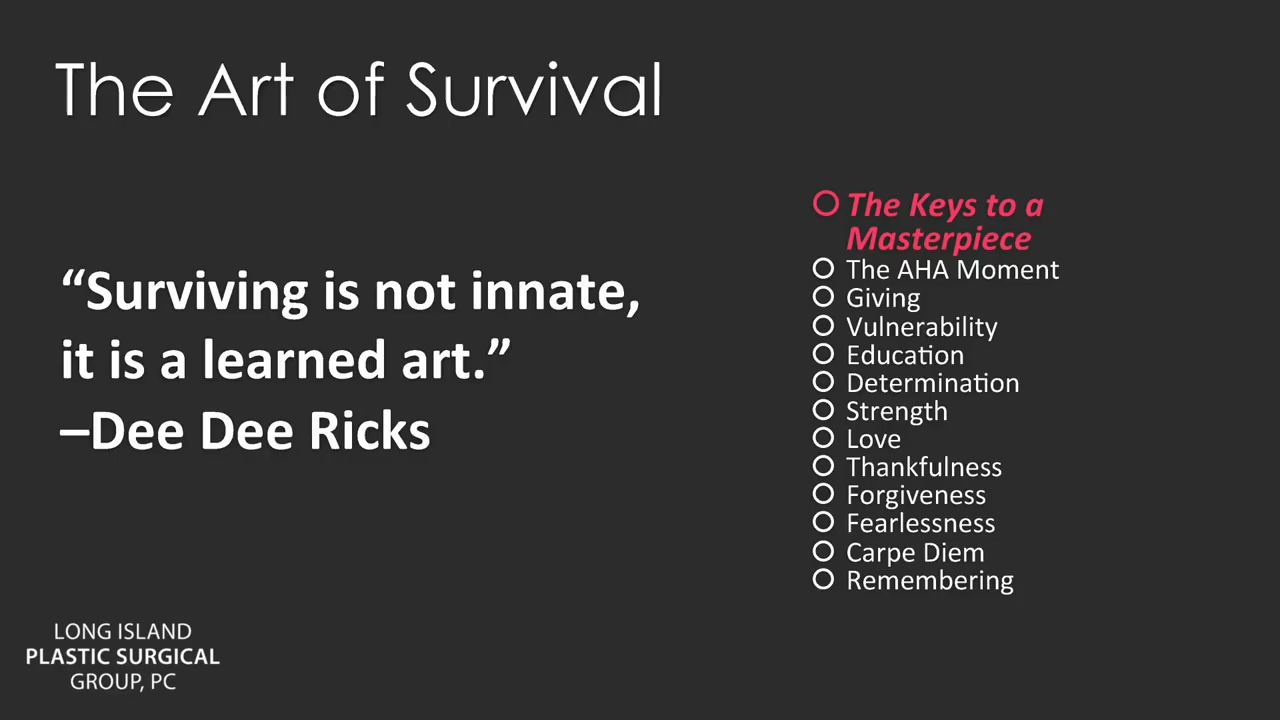 The Art of Survival
“Surviving is not innate,
it is a learned art.”
–Dee Dee Ricks
The Keys to a
Masterpiece
The AHA Moment
Giving
Vulnerability
Education
Determination
Strength
Love
Thankfulness
Forgiveness
Fearlessness
Carpe Diem
Remembering
LONG ISLAND
PLASTIC SURGICAL
GROUP, PC